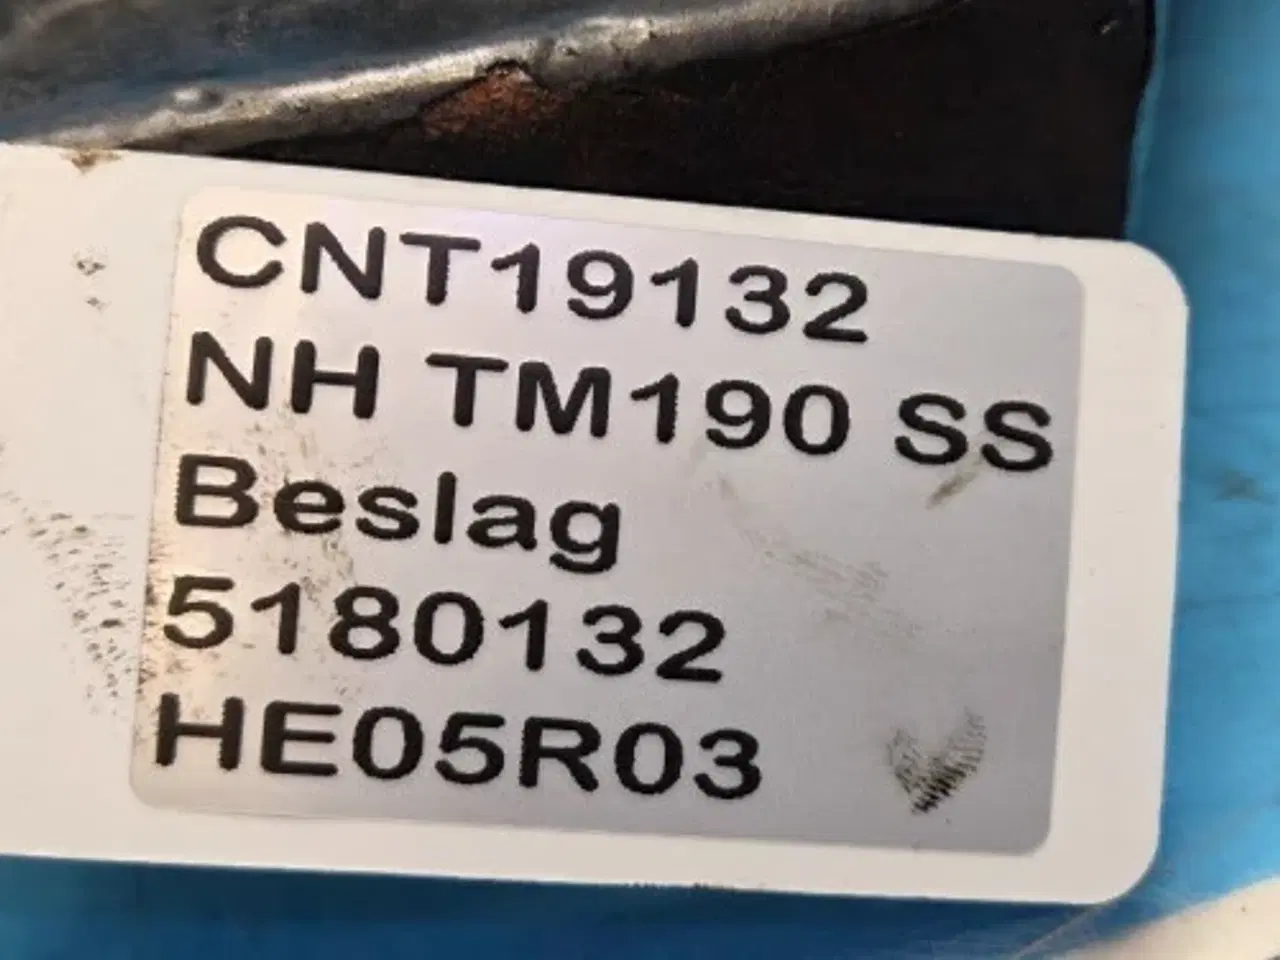 CNT19132
NH TM190 SS
Beslag
5180132
HE05R03